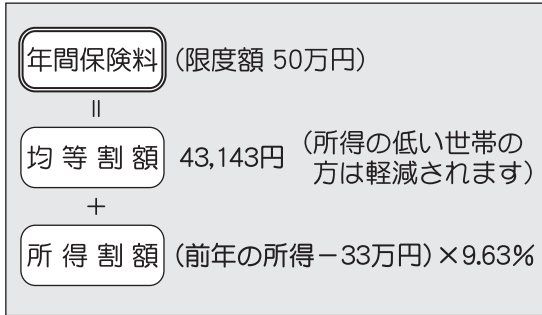 年間保険料 (限度額 50万円)
=
均等割額 43,143円 (所得の低い世帯の
方は軽減されます)
+
所得割額 (前年の所得－33万円)×9.63%